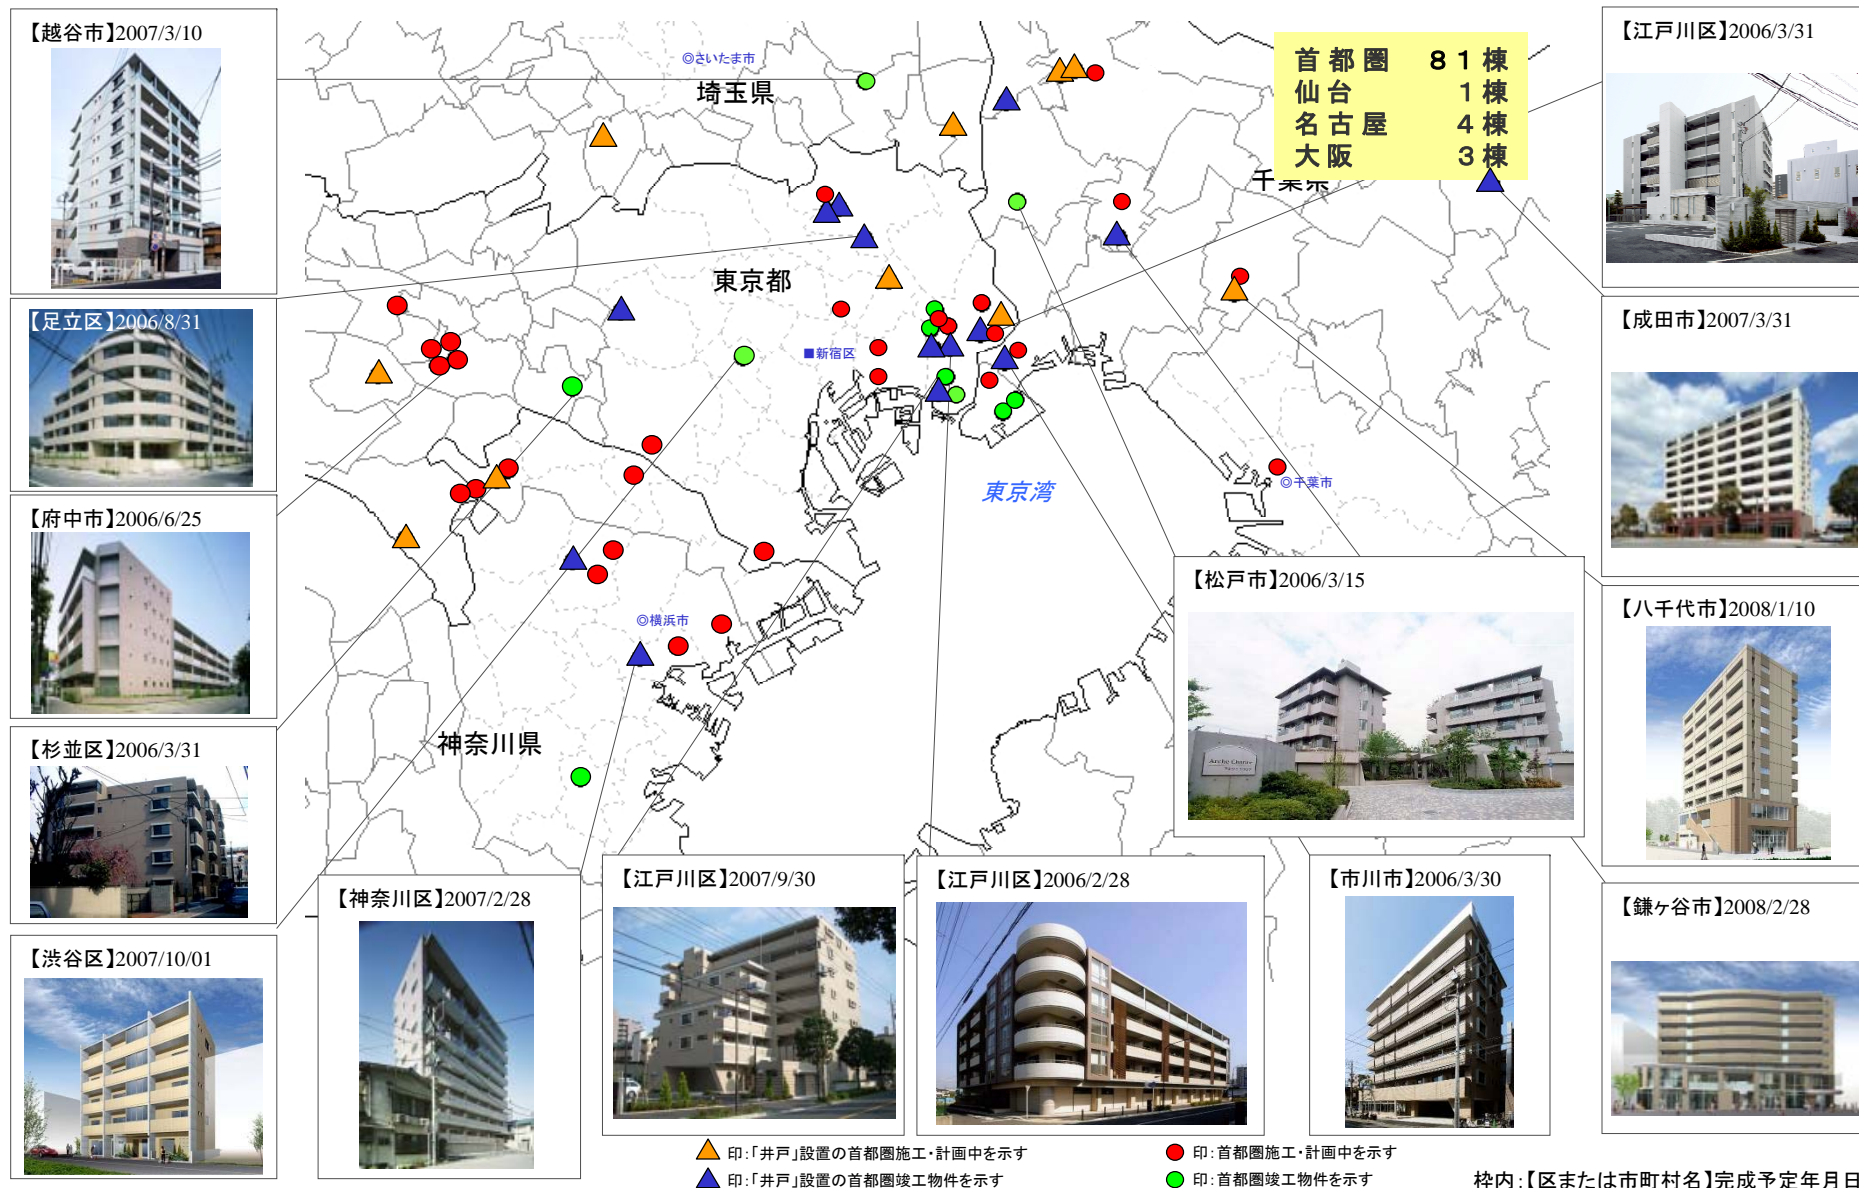 【越谷市】2007/3/10
◎さいたま市
埼玉県
首都圏 81棟
仙台 1棟
名古屋 4棟
大阪 3棟
千葉県
【江戸川区】2006/3/31
東京都
【足立区】2006/8/31
【成田市】2007/3/31
■新宿区
東京湾
◎千葉市
【府中市】2006/6/25
【松戸市】2006/3/15
【八千代市】2008/1/10
◎横浜市
神奈川県
【杉並区】2006/3/31
【神奈川区】2007/2/28
【江戸川区】2007/9/30
【江戸川区】2006/2/28
【市川市】2006/3/30
【鎌ヶ谷市】2008/2/28
【渋谷区】2007/10/01
印:「井戸」設置の首都圏施工・計画中を示す
印:首都圏施工・計画中を示す
印:「井戸」設置の首都圏竣工物件を示す
印:首都圏竣工物件を示す
枠内:【区または市町村名】完成予定年月日